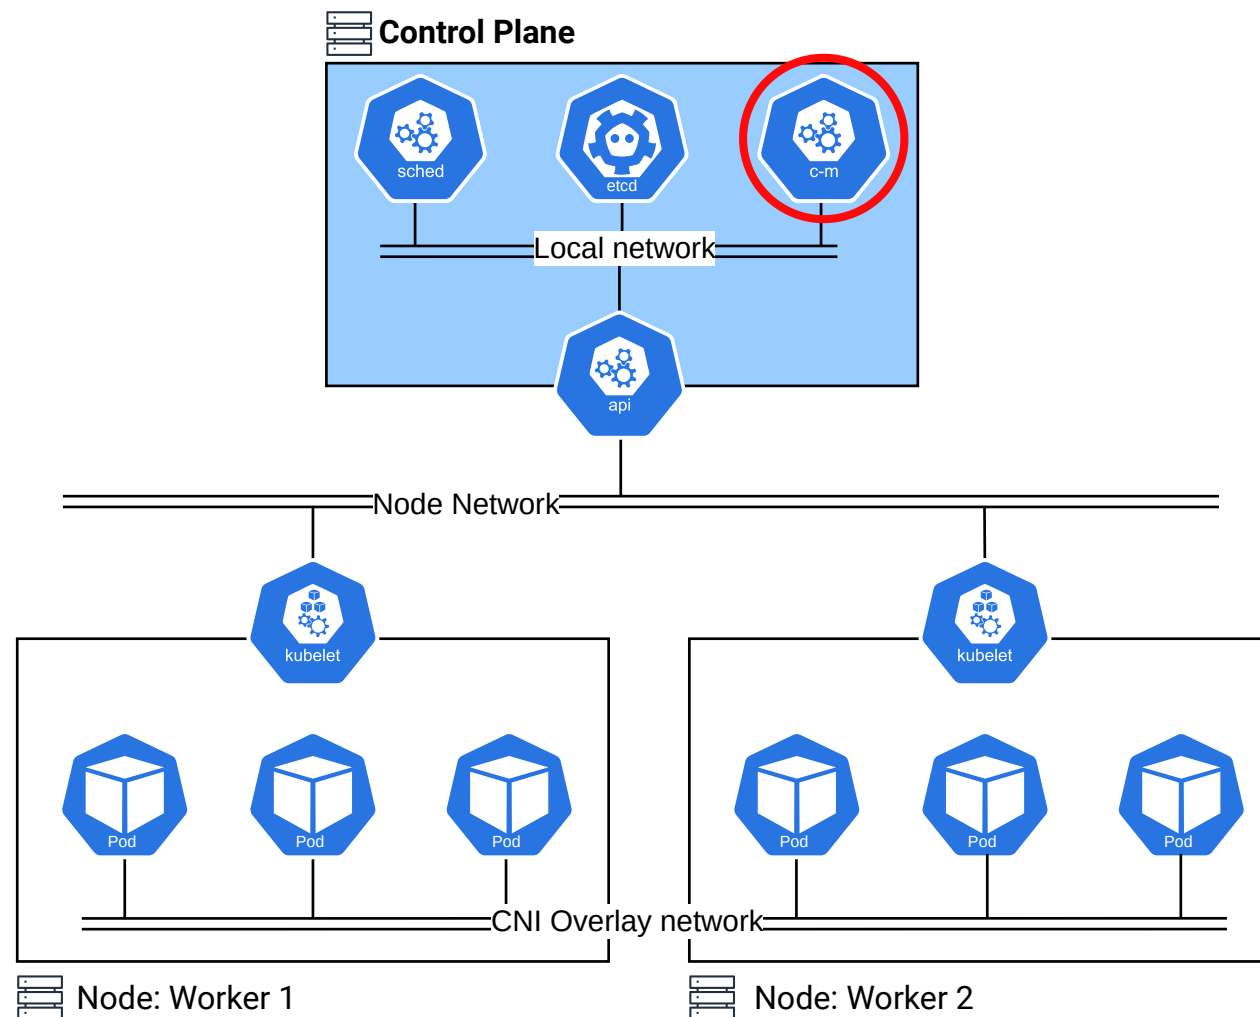 Control Plane
sched
etcd
c-m
Local network
api
Node Network
kubelet
kubelet
Pod
Pod
Pod
Pod
Pod
Pod
CNI Overlay network
Node: Worker 1
Node: Worker 2